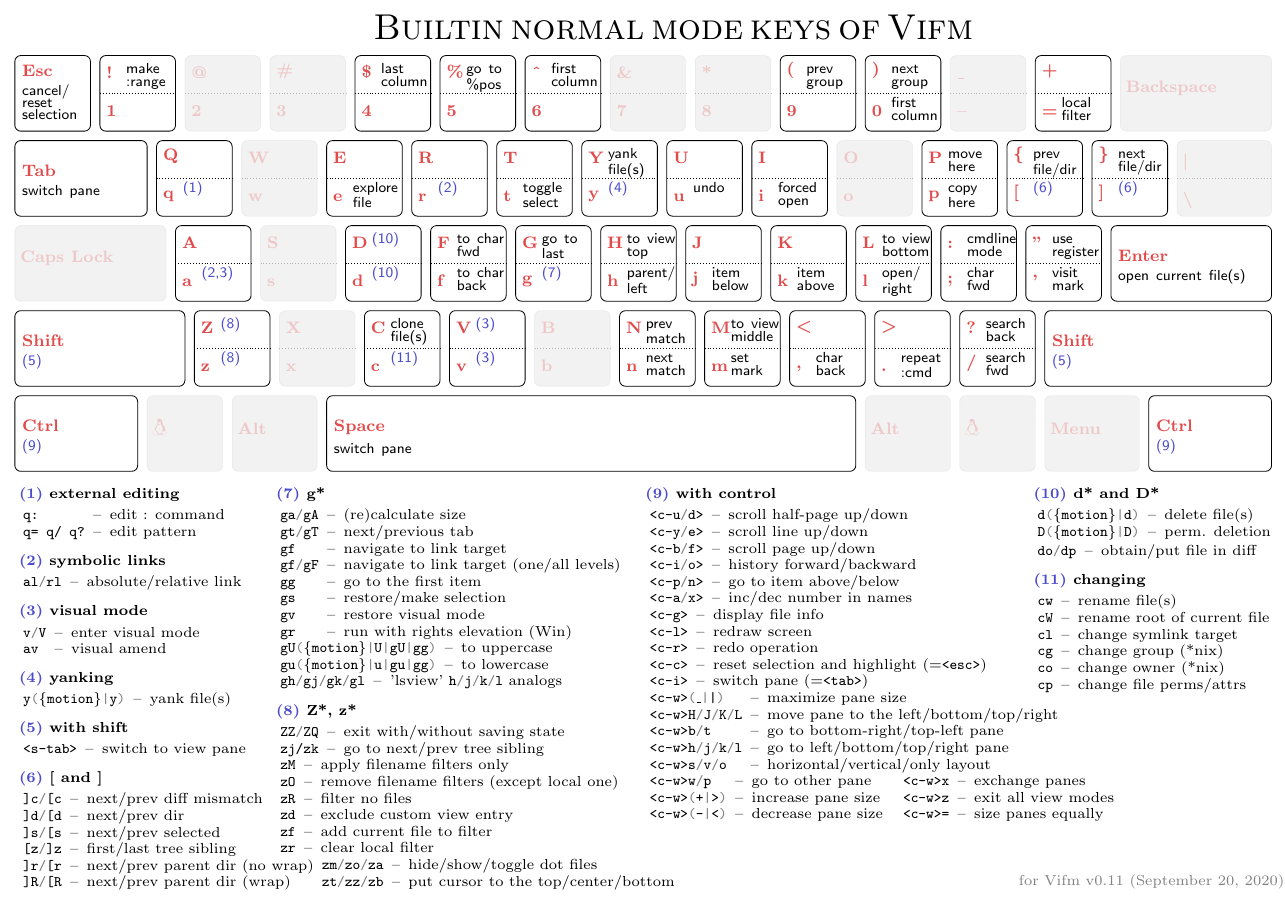 BUILTIN NORMAL MODE KEYS OF VIFM
Esc
cancel/
reset
selection
! make :range
1
@
2
#
3
$ last column
4
% go to %pos
5
^ first column
6
&
7
*
8
( prev group
9
) next group
0 first column
_
–
+
= local filter
Backspace
Tab
switch pane
Q
q (1)
W
w
E
e explore file
R
r (2)
T
t toggle select
Y yank file(s)
y (4)
U
u undo
I
i forced open
O
o
P move here
p copy here
{ prev file/dir
[ (6)
} next file/dir
] (6)
|
\
Caps Lock
A
a (2,3)
S
s
D (10)
d (10)
F to char fwd
f to char back
G go to last
g (7)
H to view top
h parent/ left
J
j item below
K
k item above
L to view bottom
l open/ right
: cmdline mode
; char fwd
" use register
' visit mark
Enter
open current file(s)
Shift
(5)
Z (8)
z (8)
X
x
C clone file(s)
c (11)
V (3)
v (3)
B
b
N prev match
n next match
M to view middle
m set mark
<
, char back
>
. repeat :cmd
? search back
/ search fwd
Shift
(5)
Ctrl
(9)
Alt
Space
switch pane
Alt
Menu
Ctrl
(9)
(1) external editing
q: – edit : command
q= q/ q? – edit pattern
(2) symbolic links
al/rl – absolute/relative link
(3) visual mode
v/V – enter visual mode
av – visual amend
(4) yanking
y({motion}|y) – yank file(s)
(5) with shift
<s-tab> – switch to view pane
(6) [ and ]
]c/[c – next/prev diff mismatch
]d/[d – next/prev dir
]s/[s – next/prev selected
[z/]z – first/last tree sibling
]r/[r – next/prev parent dir (no wrap)
]R/[R – next/prev parent dir (wrap)
(7) g*
ga/gA – (re)calculate size
gt/gT – next/previous tab
gf – navigate to link target
gf/gF – navigate to link target (one/all levels)
gg – go to the first item
gs – restore/make selection
gv – restore visual mode
gr – run with rights elevation (Win)
gU({motion}|U|gU|gg) – to uppercase
gu({motion}|u|gu|gg) – to lowercase
gh/gj/gk/gl – 'lsview' h/j/k/l analogs
(8) Z*, z*
ZZ/ZQ – exit with/without saving state
zj/zk – go to next/prev tree sibling
zM – apply filename filters only
zO – remove filename filters (except local one)
zR – filter no files
zd – exclude custom view entry
zf – add current file to filter
zr – clear local filter
zm/zo/za – hide/show/toggle dot files
zt/zz/zb – put cursor to the top/center/bottom
(9) with control
<c-u/d> – scroll half-page up/down
<c-y/e> – scroll line up/down
<c-b/f> – scroll page up/down
<c-i/o> – history forward/backward
<c-p/n> – go to item above/below
<c-a/x> – inc/dec number in names
<c-g> – display file info
<c-l> – redraw screen
<c-r> – redo operation
<c-c> – reset selection and highlight (=<esc>)
<c-i> – switch pane (=<tab>)
<c-w>(_||) – maximize pane size
<c-w>H/J/K/L – move pane to the left/bottom/top/right
<c-w>b/t – go to bottom-right/top-left pane
<c-w>h/j/k/l – go to left/bottom/top/right pane
<c-w>s/v/o – horizontal/vertical/only layout
<c-w>w/p – go to other pane <c-w>x – exchange panes
<c-w>(+|>) – increase pane size <c-w>z – exit all view modes
<c-w>(-|<) – decrease pane size <c-w>= – size panes equally
(10) d* and D*
d({motion}|d) – delete file(s)
D({motion}|D) – perm. deletion
do/dp – obtain/put file in diff
(11) changing
cw – rename file(s)
cW – rename root of current file
cl – change symlink target
cg – change group (*nix)
co – change owner (*nix)
cp – change file perms/attrs
for Vifm v0.11 (September 20, 2020)